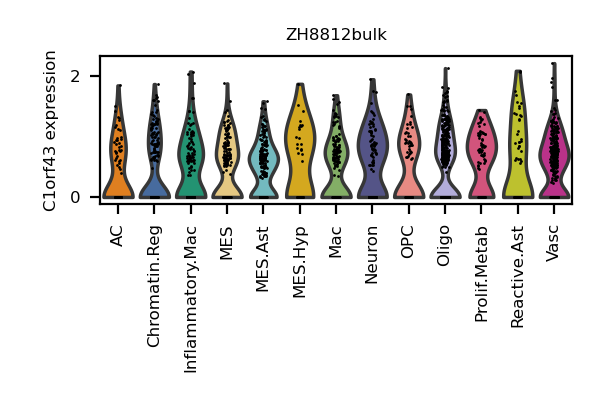 ZH8812bulk
C1orf43 expression
2
0
AC
Chromatin.Reg
Inflammatory.Mac
MES
MES.Ast
MES.Hyp
Mac
Neuron
OPC
Oligo
Prolif.Metab
Reactive.Ast
Vasc